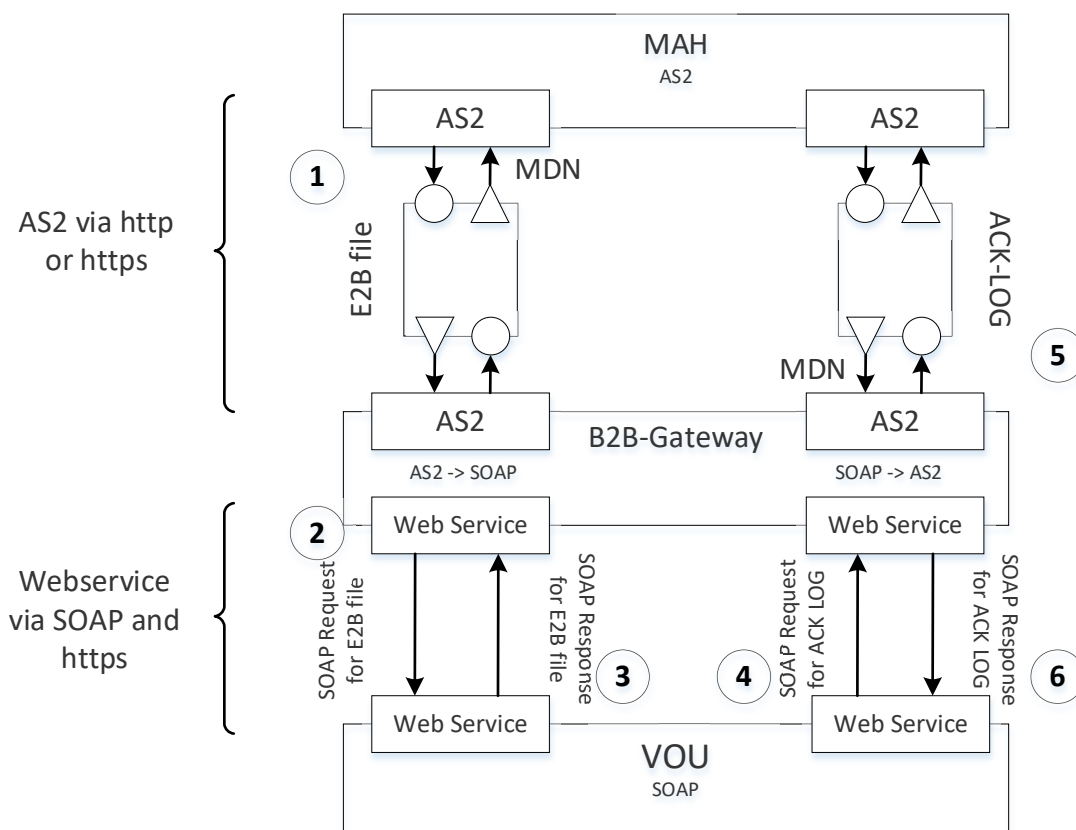 MAH
AS2
AS2
AS2
1
MDN
AS2 via http
or https
E2B file
ACK-LOG
5
MDN
AS2
AS2
B2B-Gateway
AS2 -> SOAP
SOAP -> AS2
2
Web Service
Web Service
Webservice
via SOAP and
https
SOAP Request
for E2B file
SOAP Response
for E2B file
3
4
SOAP Request
for ACK LOG
SOAP Response
for ACK LOG
6
Web Service
Web Service
VOU
SOAP